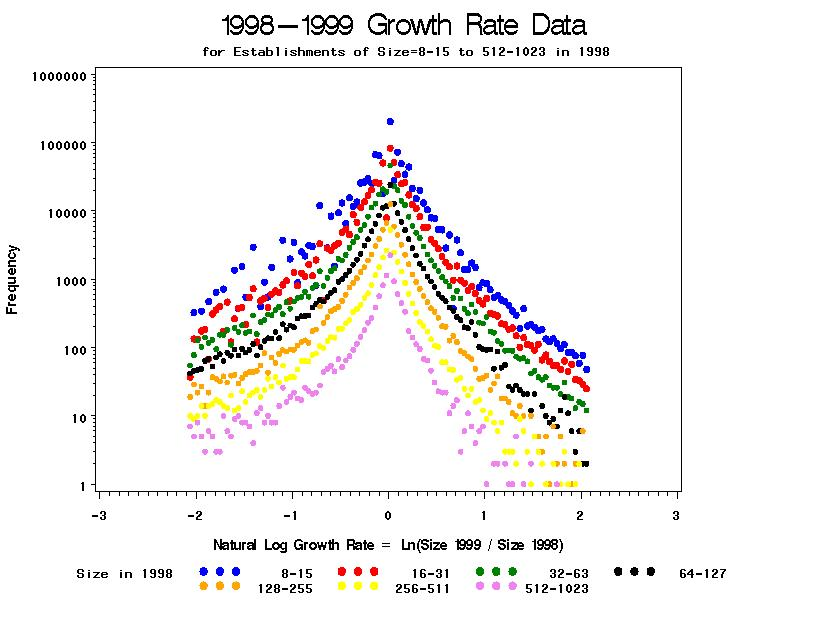 1998-1999 Growth Rate Data
for Establishments of Size=8-15 to 512-1023 in 1998
1000000
100000
10000
1000
100
10
1
Frequency
-3 -2 -1 0 1 2 3
Natural Log Growth Rate = Ln(Size 1999 / Size 1998)
Size in 1998 8-15 16-31 32-63 64-127
128-255 256-511 512-1023